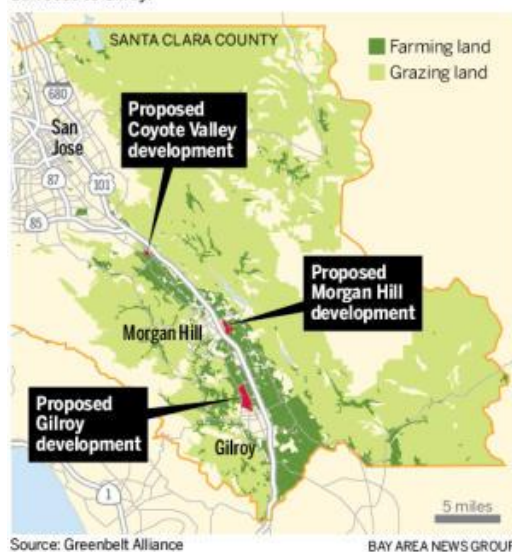 SANTA CLARA COUNTY
Farming land
Grazing land
680
Proposed
Coyote Valley
development
San
Jose
87
101
85
Proposed
Morgan Hill
development
Morgan Hill
Proposed
Gilroy
development
Gilroy
1
5 miles
Source: Greenbelt Alliance
BAY AREA NEWS GROUP